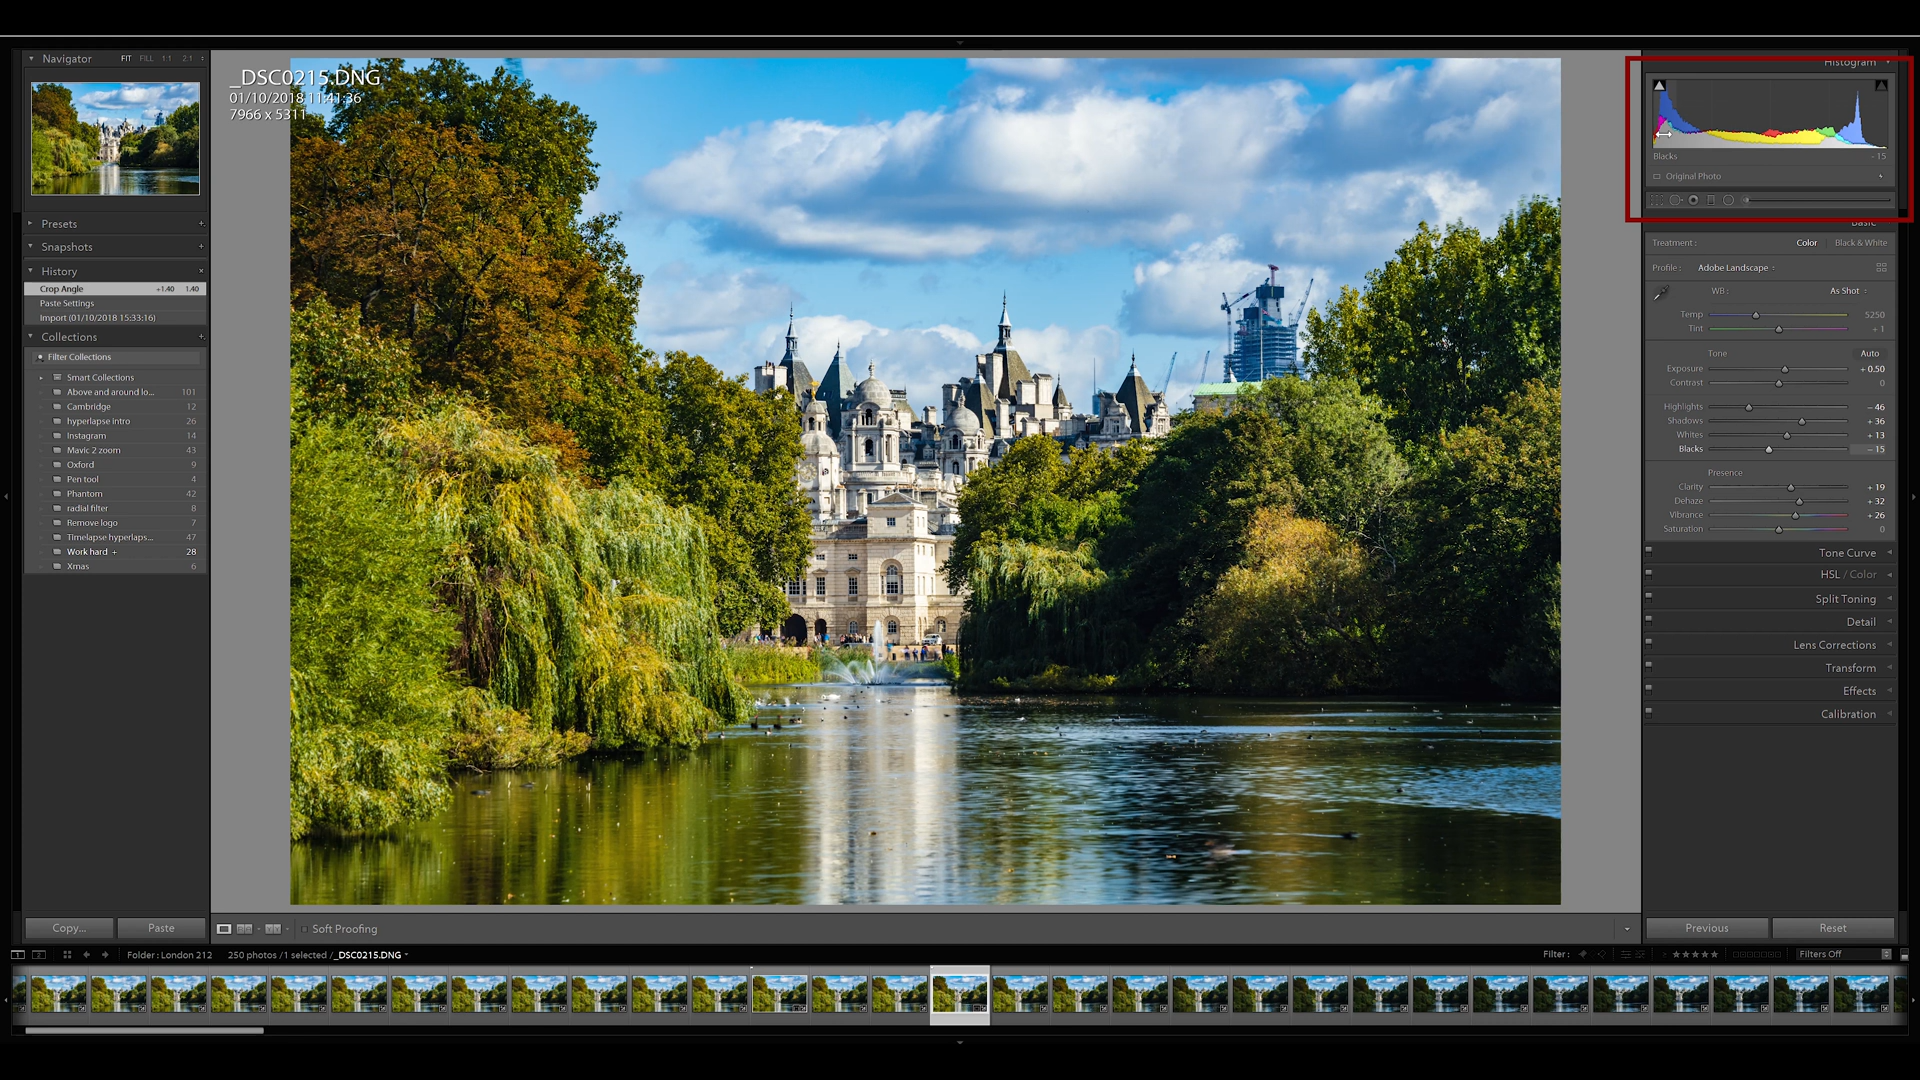 Navigator FIT FILL 1:1 2:1
Presets
Snapshots
History
Crop Angle +1.40 1.40
Paste Settings
Import (01/10/2018 15:33:16)
Collections
Filter Collections
Smart Collections
Above and around lo... 101
Cambridge 12
hyperlapse intro 26
Instagram 14
Mavic 2 zoom 43
Oxford 9
Pen tool 4
Phantom 42
radial filter 8
Remove logo 7
Timelapse hyperlaps... 47
Work hard + 28
Xmas 6
Copy... Paste
_DSC0215.DNG
01/10/2018 11:41:36
7966 x 5311
Soft Proofing
Histogram
Blacks - 15
Original Photo
Basic
Treatment : Color Black & White
Profile : Adobe Landscape
WB : As Shot
Temp 5250
Tint + 1
Tone Auto
Exposure + 0.50
Contrast 0
Highlights - 46
Shadows + 36
Whites + 13
Blacks - 15
Presence
Clarity + 19
Dehaze + 32
Vibrance + 26
Saturation 0
Tone Curve
HSL / Color
Split Toning
Detail
Lens Corrections
Transform
Effects
Calibration
Previous Reset
1 2 Folder : London 212 250 photos / 1 selected / _DSC0215.DNG Filter : Filters Off